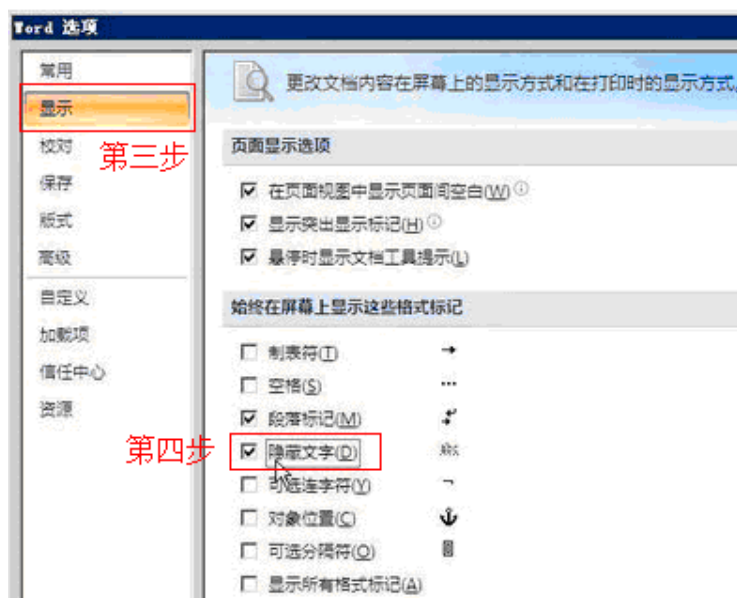 Word 选项
常用
显示
第三步
校对
保存
版式
高级
自定义
加载项
信任中心
资源
更改文档内容在屏幕上的显示方式和在打印时的显示方式。
页面显示选项
在页面视图中显示页面间空白(W)
显示突出显示标记(H)
悬停时显示文档工具提示(L)
始终在屏幕上显示这些格式标记
制表符(T)
空格(S)
段落标记(M)
第四步
隐藏文字(D) abc
可选连字符(Y)
对象位置(C)
可选分隔符(O)
显示所有格式标记(A)